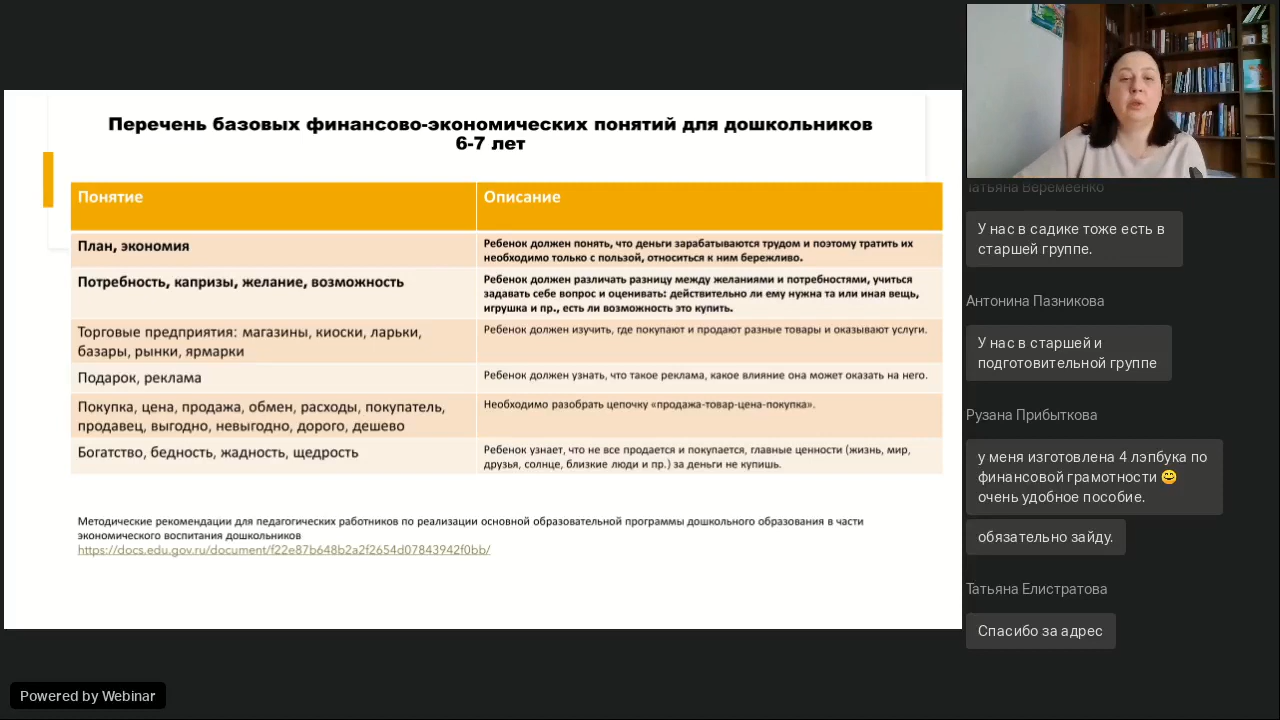 Перечень базовых финансово-экономических понятий для дошкольников
6-7 лет
Понятие
Описание
План, экономия
Ребенок должен понять, что деньги зарабатываются трудом и поэтому тратить их
необходимо только с пользой, относиться к ним бережливо.
Потребность, капризы, желание, возможность
Ребенок должен различать разницу между желаниями и потребностями, учиться
задавать себе вопрос и оценивать: действительно ли ему нужна та или иная вещь,
игрушка и пр., есть ли возможность это купить.
Торговые предприятия: магазины, киоски, ларьки,
базары, рынки, ярмарки
Ребенок должен изучить, где покупают и продают разные товары и оказывают услуги.
Подарок, реклама
Ребенок должен узнать, что такое реклама, какое влияние она может оказать на него.
Покупка, цена, продажа, обмен, расходы, покупатель,
продавец, выгодно, невыгодно, дорого, дешево
Необходимо разобрать цепочку «продажа-товар-цена-покупка».
Богатство, бедность, жадность, щедрость
Ребенок узнает, что не все продается и покупается, главные ценности (жизнь, мир,
друзья, солнце, близкие люди и пр.) за деньги не купишь.
Методические рекомендации для педагогических работников по реализации основной образовательной программы дошкольного образования в части
экономического воспитания дошкольников
https://docs.edu.gov.ru/document/f22e87b648b2a2f2654d07843942f0bb/
Татьяна Веремеенко
У нас в садике тоже есть в
старшей группе.
Антонина Пазникова
У нас в старшей и
подготовительной группе
Рузана Прибыткова
у меня изготовлена 4 лэпбука по
финансовой грамотности 😊
очень удобное пособие.
обязательно зайду.
Татьяна Елистратова
Спасибо за адрес
Powered by Webinar